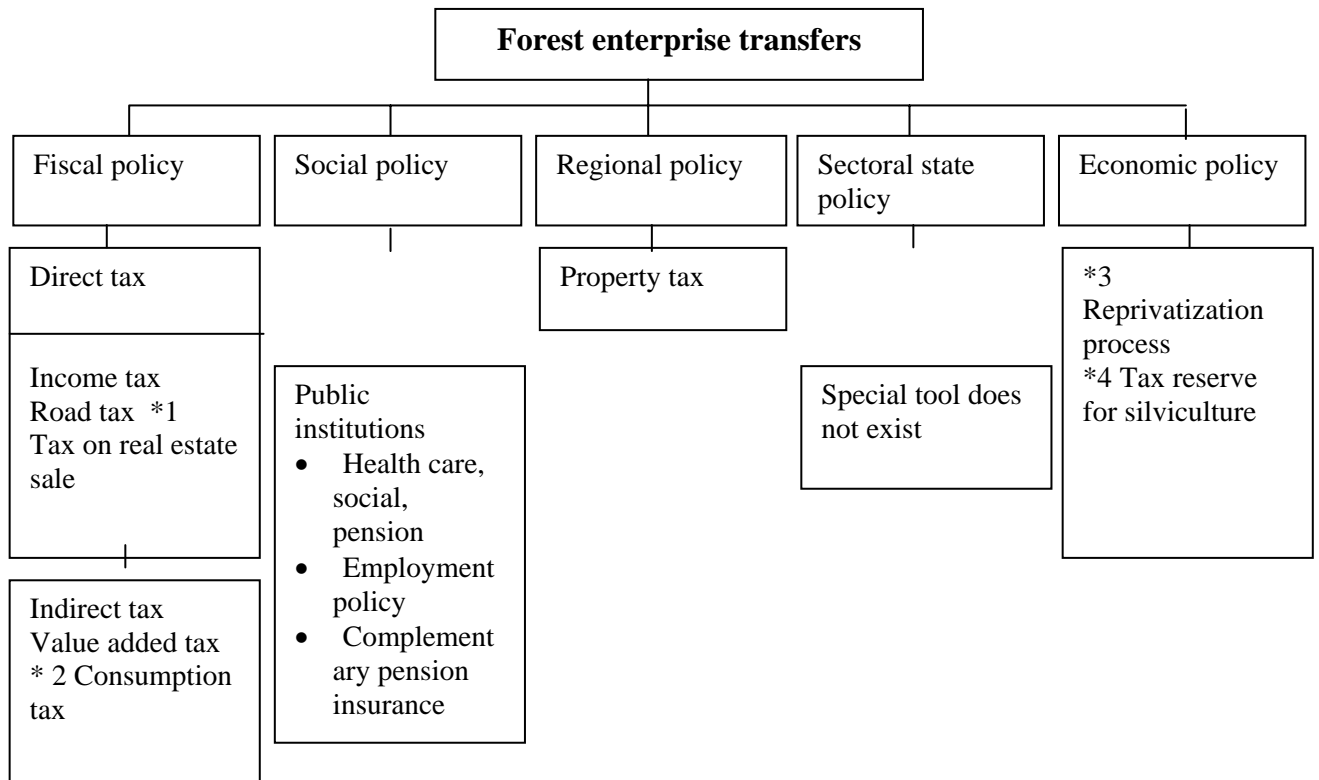 Forest enterprise transfers
Fiscal policy
Social policy
Regional policy
Sectoral state
policy
Economic policy
Direct tax
Income tax
Road tax *1
Tax on real estate
sale
Indirect tax
Value added tax
* 2 Consumption
tax
Public
institutions
• Health care,
social,
pension
• Employment
policy
• Complement
ary pension
insurance
Property tax
Special tool does
not exist
*3
Reprivatization
process
*4 Tax reserve
for silviculture